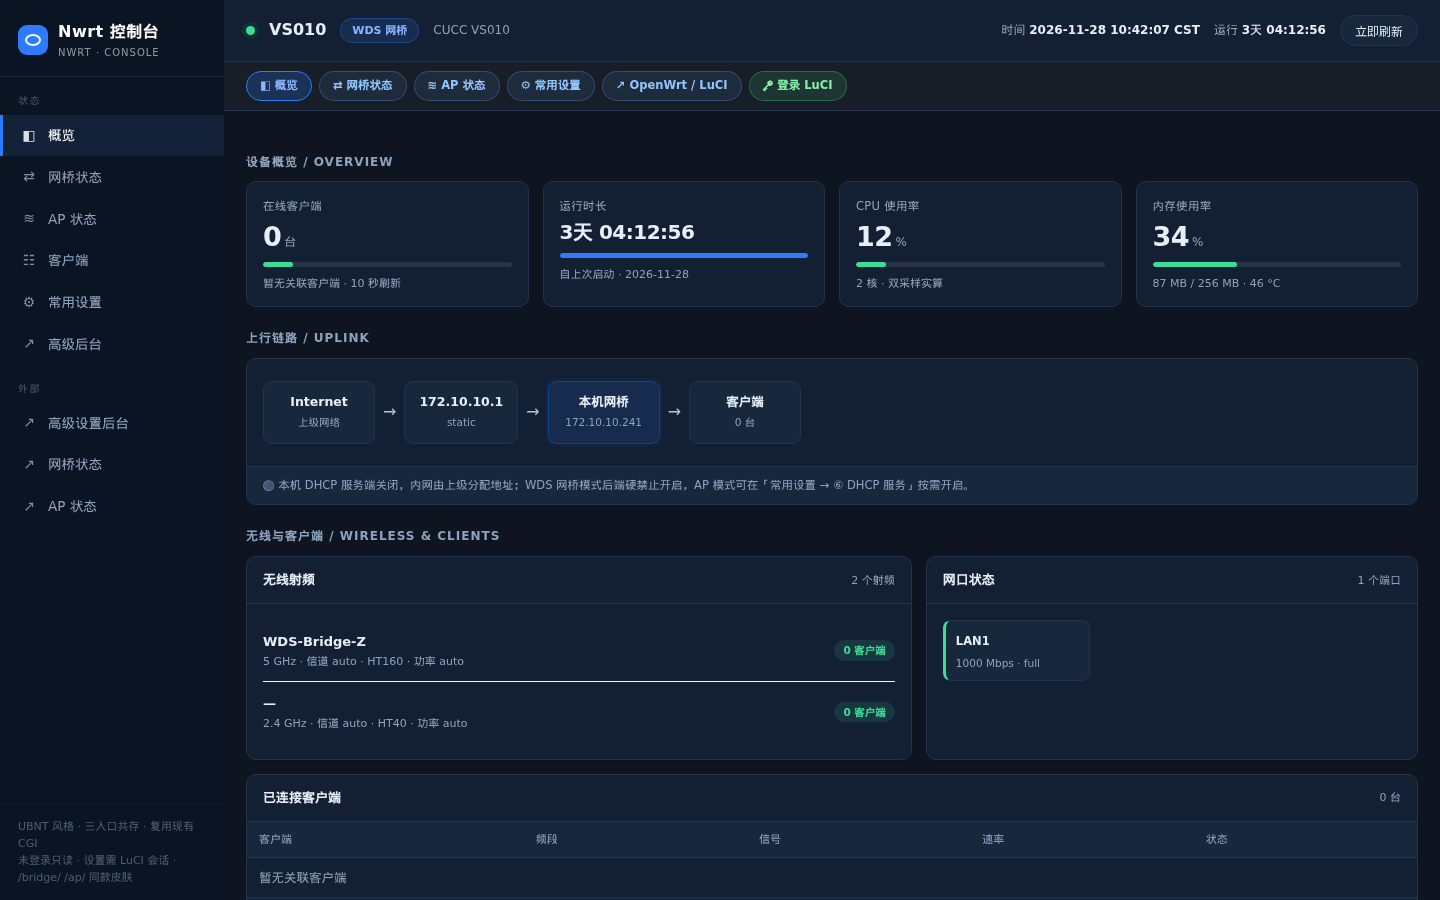 Nwrt 控制台
NWRT · CONSOLE
状态
概览
网桥状态
AP 状态
客户端
常用设置
高级后台
外部
高级设置后台
网桥状态
AP 状态
UBNT 风格 · 三入口共存 · 复用现有
CGI
未登录只读 · 设置需 LuCI 会话 ·
/bridge/ /ap/ 同款皮肤
VS010 WDS 网桥 CUCC VS010
时间 2026-11-28 10:42:07 CST 运行 3天 04:12:56 立即刷新
概览 ⇄ 网桥状态 ≋ AP 状态 ⚙ 常用设置 ↗ OpenWrt / LuCI 登录 LuCI
设备概览 / OVERVIEW
在线客户端
0 台
暂无关联客户端 · 10 秒刷新
运行时长
3天 04:12:56
自上次启动 · 2026-11-28
CPU 使用率
12 %
2 核 · 双采样实算
内存使用率
34 %
87 MB / 256 MB · 46 °C
上行链路 / UPLINK
Internet
上级网络
→
172.10.10.1
static
→
本机网桥
172.10.10.241
→
客户端
0 台
本机 DHCP 服务端关闭，内网由上级分配地址；WDS 网桥模式后端硬禁止开启，AP 模式可在「常用设置 → ⑥ DHCP 服务」按需开启。
无线与客户端 / WIRELESS & CLIENTS
无线射频 2 个射频
WDS-Bridge-Z
5 GHz · 信道 auto · HT160 · 功率 auto
0 客户端
—
2.4 GHz · 信道 auto · HT40 · 功率 auto
0 客户端
网口状态 1 个端口
LAN1
1000 Mbps · full
已连接客户端 0 台
客户端 频段 信号 速率 状态
暂无关联客户端